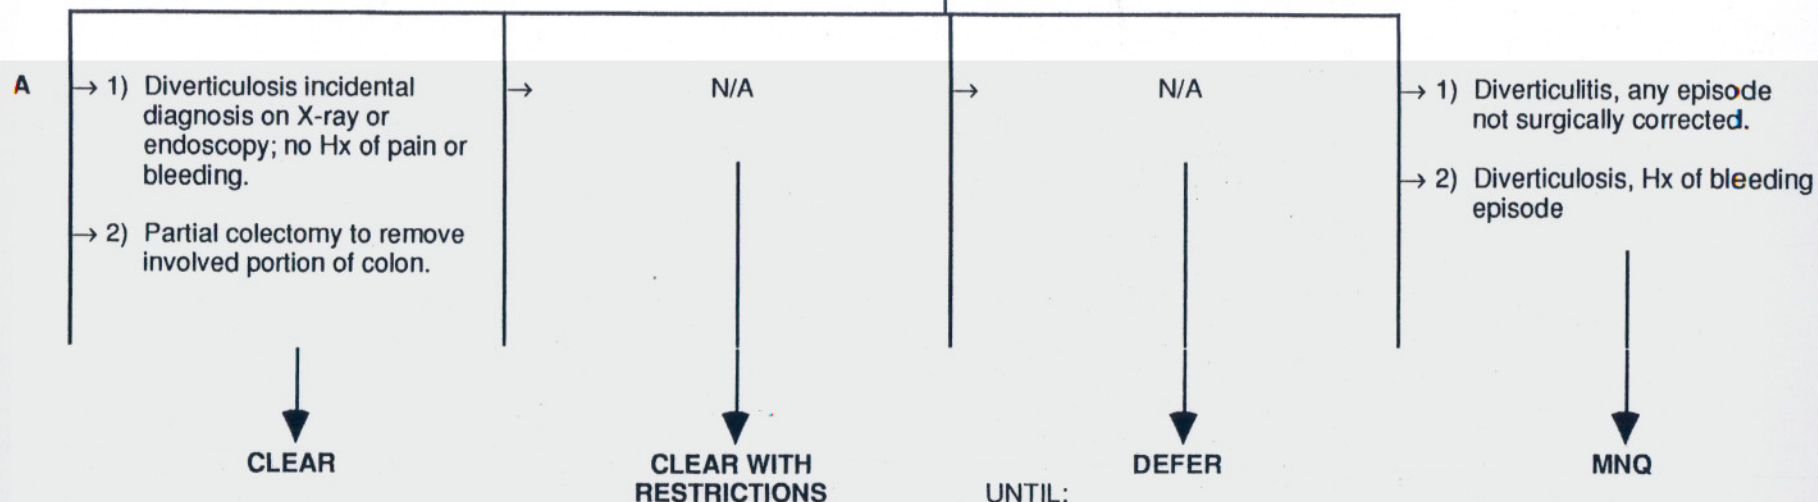 A
→ 1) Diverticulosis incidental
diagnosis on X-ray or
endoscopy; no Hx of pain or
bleeding.
→ 2) Partial colectomy to remove
involved portion of colon.
→ N/A
→ N/A
→ 1) Diverticulitis, any episode
not surgically corrected.
→ 2) Diverticulosis, Hx of bleeding
episode
CLEAR
CLEAR WITH
RESTRICTIONS
DEFER
UNTIL:
MNQ